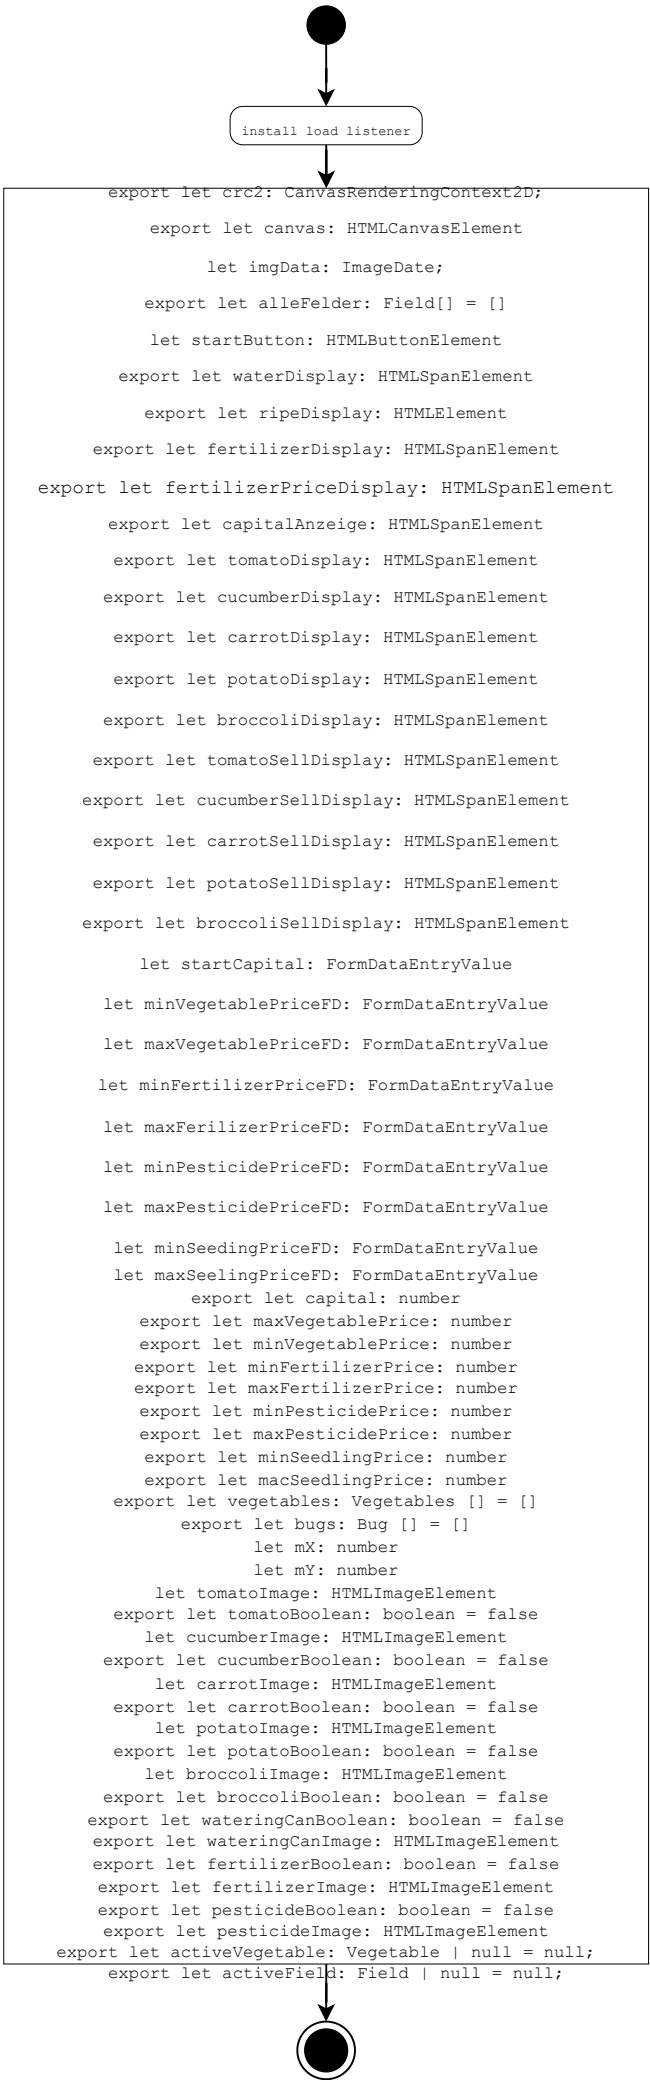 install load listener
export let crc2: CanvasRenderingContext2D;
export let canvas: HTMLCanvasElement
let imgData: ImageDate;
export let alleFelder: Field[] = []
let startButton: HTMLButtonElement
export let waterDisplay: HTMLSpanElement
export let ripeDisplay: HTMLElement
export let fertilizerDisplay: HTMLSpanElement
export let fertilizerPriceDisplay: HTMLSpanElement
export let capitalAnzeige: HTMLSpanElement
export let tomatoDisplay: HTMLSpanElement
export let cucumberDisplay: HTMLSpanElement
export let carrotDisplay: HTMLSpanElement
export let potatoDisplay: HTMLSpanElement
export let broccoliDisplay: HTMLSpanElement
export let tomatoSellDisplay: HTMLSpanElement
export let cucumberSellDisplay: HTMLSpanElement
export let carrotSellDisplay: HTMLSpanElement
export let potatoSellDisplay: HTMLSpanElement
export let broccoliSellDisplay: HTMLSpanElement
let startCapital: FormDataEntryValue
let minVegetablePriceFD: FormDataEntryValue
let maxVegetablePriceFD: FormDataEntryValue
let minFertilizerPriceFD: FormDataEntryValue
let maxFerilizerPriceFD: FormDataEntryValue
let minPesticidePriceFD: FormDataEntryValue
let maxPesticidePriceFD: FormDataEntryValue
let minSeedingPriceFD: FormDataEntryValue
let maxSeelingPriceFD: FormDataEntryValue
export let capital: number
export let maxVegetablePrice: number
export let minVegetablePrice: number
export let minFertilizerPrice: number
export let maxFertilizerPrice: number
export let minPesticidePrice: number
export let maxPesticidePrice: number
export let minSeedlingPrice: number
export let macSeedlingPrice: number
export let vegetables: Vegetables [] = []
export let bugs: Bug [] = []
let mX: number
let mY: number
let tomatoImage: HTMLImageElement
export let tomatoBoolean: boolean = false
let cucumberImage: HTMLImageElement
export let cucumberBoolean: boolean = false
let carrotImage: HTMLImageElement
export let carrotBoolean: boolean = false
let potatoImage: HTMLImageElement
export let potatoBoolean: boolean = false
let broccoliImage: HTMLImageElement
export let broccoliBoolean: boolean = false
export let wateringCanBoolean: boolean = false
export let wateringCanImage: HTMLImageElement
export let fertilizerBoolean: boolean = false
export let fertilizerImage: HTMLImageElement
export let pesticideBoolean: boolean = false
export let pesticideImage: HTMLImageElement
export let activeVegetable: Vegetable | null = null;
export let activeField: Field | null = null;